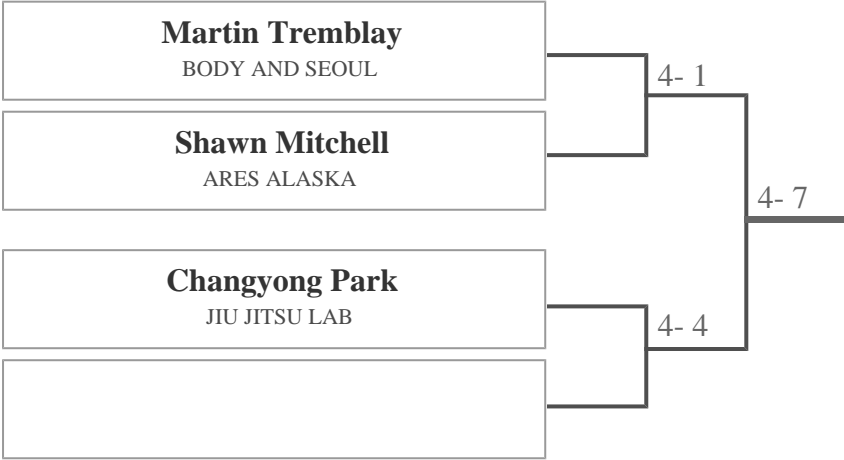 Martin Tremblay
BODY AND SEOUL
4- 1
Shawn Mitchell
ARES ALASKA
4- 7
Changyong Park
JIU JITSU LAB
4- 4